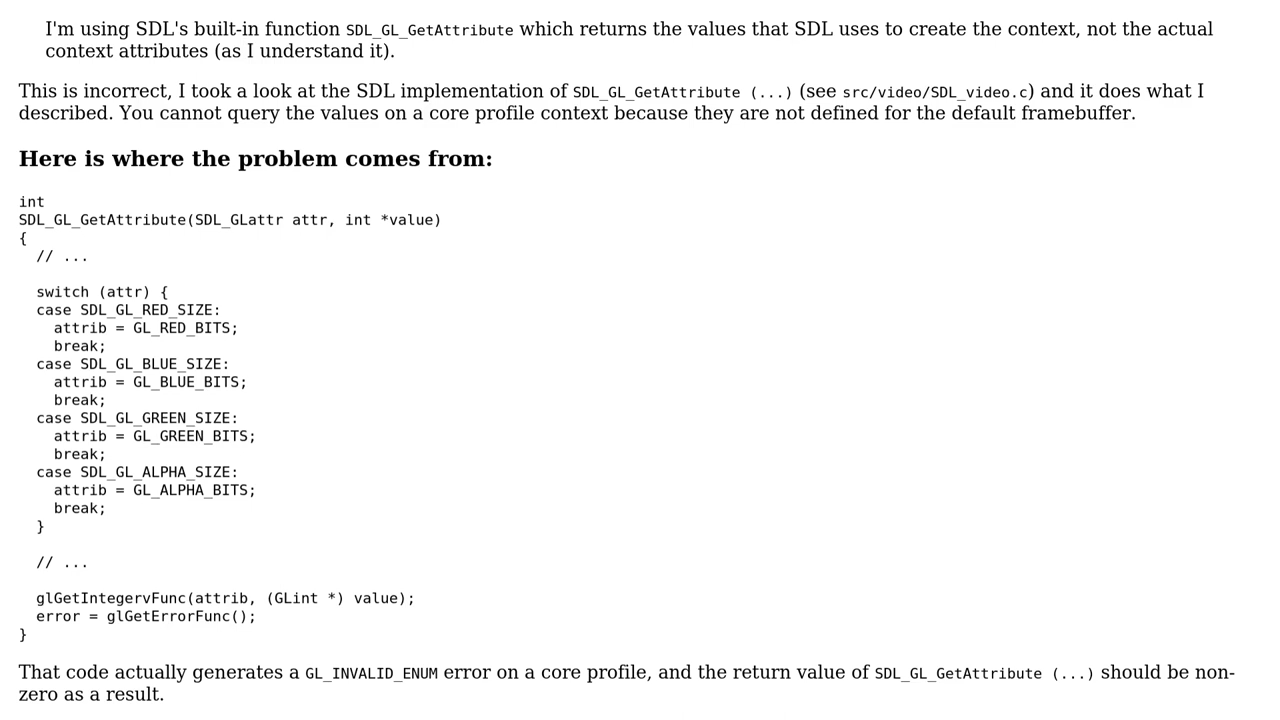 I'm using SDL's built-in function SDL_GL_GetAttribute which returns the values that SDL uses to create the context, not the actual
context attributes (as I understand it).
This is incorrect, I took a look at the SDL implementation of SDL_GL_GetAttribute (...) (see src/video/SDL_video.c) and it does what I
described. You cannot query the values on a core profile context because they are not defined for the default framebuffer.
Here is where the problem comes from:
int
SDL_GL_GetAttribute(SDL_GLattr attr, int *value)
{
  // ...

  switch (attr) {
  case SDL_GL_RED_SIZE:
    attrib = GL_RED_BITS;
    break;
  case SDL_GL_BLUE_SIZE:
    attrib = GL_BLUE_BITS;
    break;
  case SDL_GL_GREEN_SIZE:
    attrib = GL_GREEN_BITS;
    break;
  case SDL_GL_ALPHA_SIZE:
    attrib = GL_ALPHA_BITS;
    break;
  }

  // ...

  glGetIntegervFunc(attrib, (GLint *) value);
  error = glGetErrorFunc();
}
That code actually generates a GL_INVALID_ENUM error on a core profile, and the return value of SDL_GL_GetAttribute (...) should be non-
zero as a result.